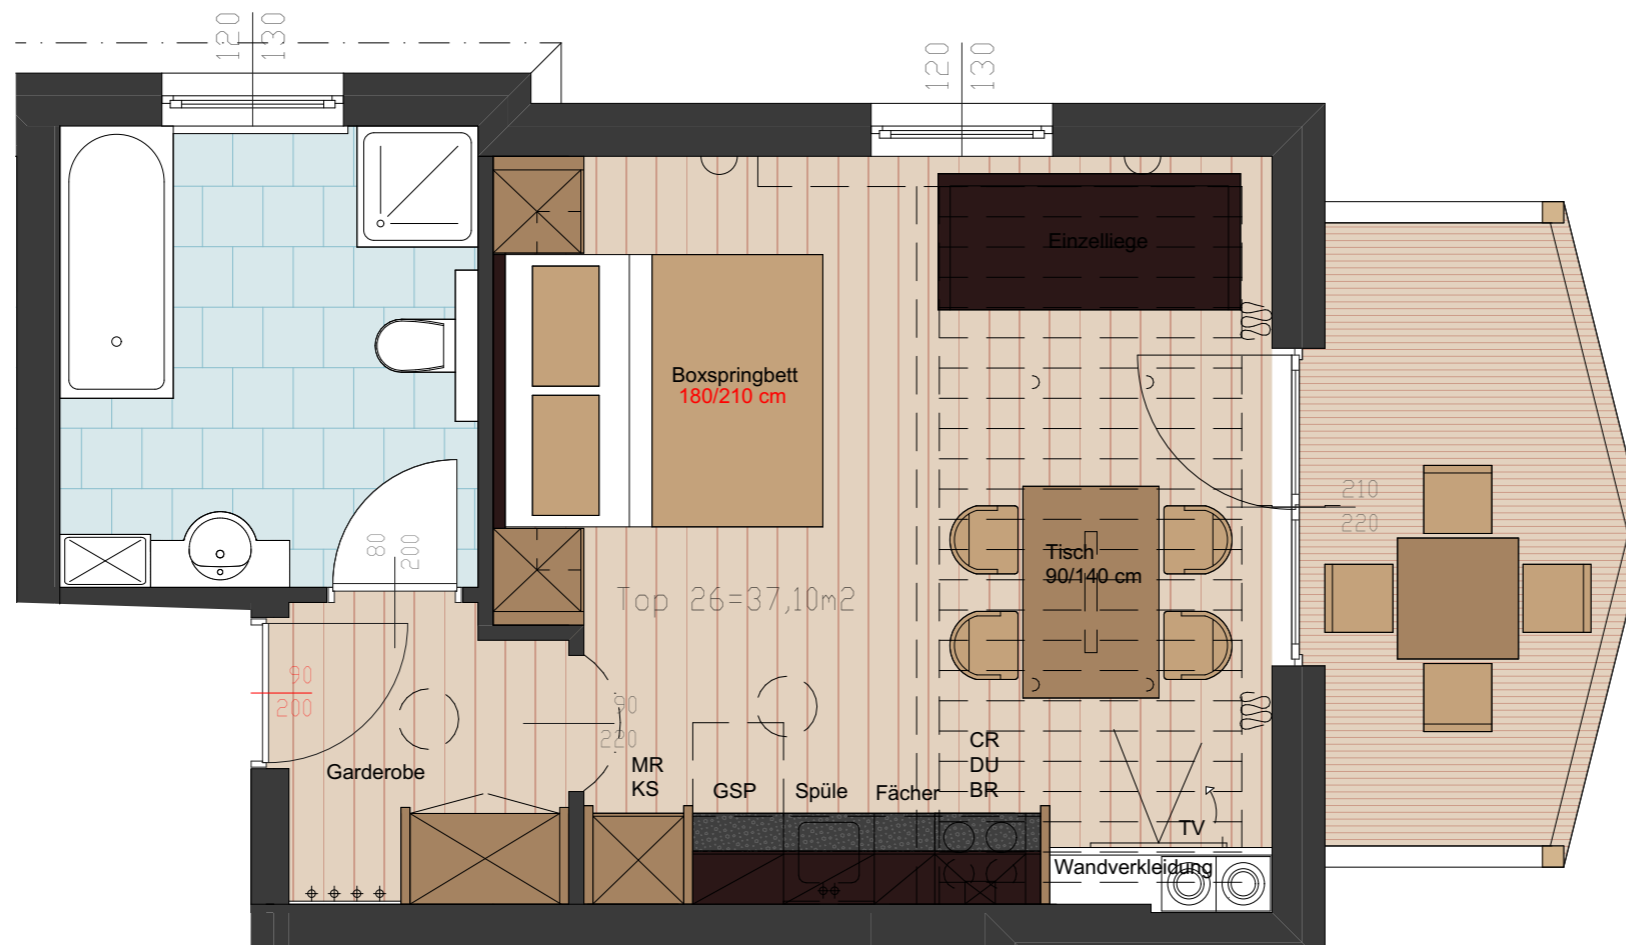 120
130
120
130
Einzelliege
Boxspringbett
180/210 cm
210
220
80
200
Tisch
90/140 cm
Top 26=37,10m2
90
200
90
220
Garderobe
MR
KS
GSP
Spüle
Fächer
CR
DU
BR
TV
Wandverkleidung